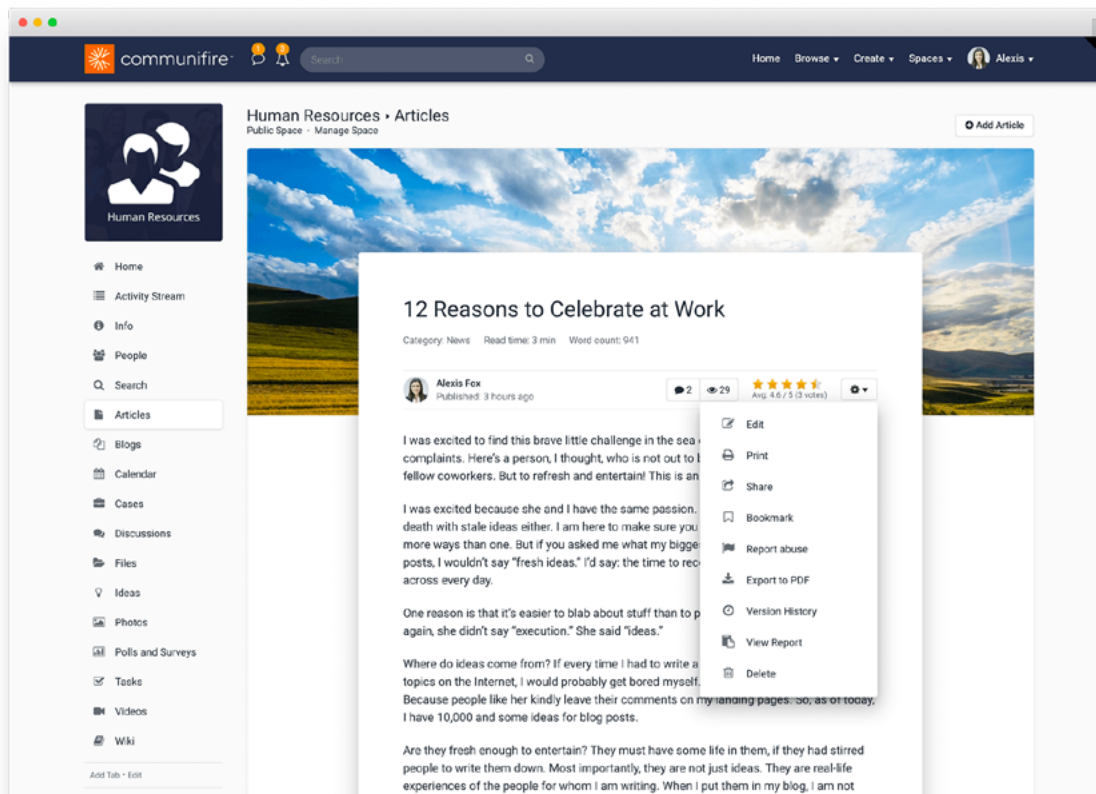 communifire
1
3
Search
Home
Browse
Create
Spaces
Alexis
Human Resources
Human Resources ▸ Articles
Public Space - Manage Space
Add Article
Home
Activity Stream
Info
People
Search
Articles
Blogs
Calendar
Cases
Discussions
Files
Ideas
Photos
Polls and Surveys
Tasks
Videos
Wiki
Add Tab • Edit
12 Reasons to Celebrate at Work
Category: News Read time: 3 min Word count: 941
Alexis Fox
Published: 3 hours ago
2
29
Avg: 4.6 / 5 (3 votes)
Edit
Print
Share
Bookmark
Report abuse
Export to PDF
Version History
View Report
Delete
I was excited to find this brave little challenge in the sea
complaints. Here's a person, I thought, who is not out to
fellow coworkers. But to refresh and entertain! This is an
I was excited because she and I have the same passion.
death with stale ideas either. I am here to make sure you
more ways than one. But if you asked me what my
posts, I wouldn't say "fresh ideas." I'd say: the time to
across every day.
One reason is that it's easier to blab about stuff than to
again, she didn't say "execution." She said "ideas."
Where do ideas come from? If every time I had to write a
topics on the Internet, I would probably get bored myself.
Because people like her kindly leave their comments on my landing pages. So, as of today,
I have 10,000 and some ideas for blog posts.
Are they fresh enough to entertain? They must have some life in them, if they had stirred
people to write them down. Most importantly, they are not just ideas. They are real-life
experiences of the people for whom I am writing. When I put them in my blog, I am not